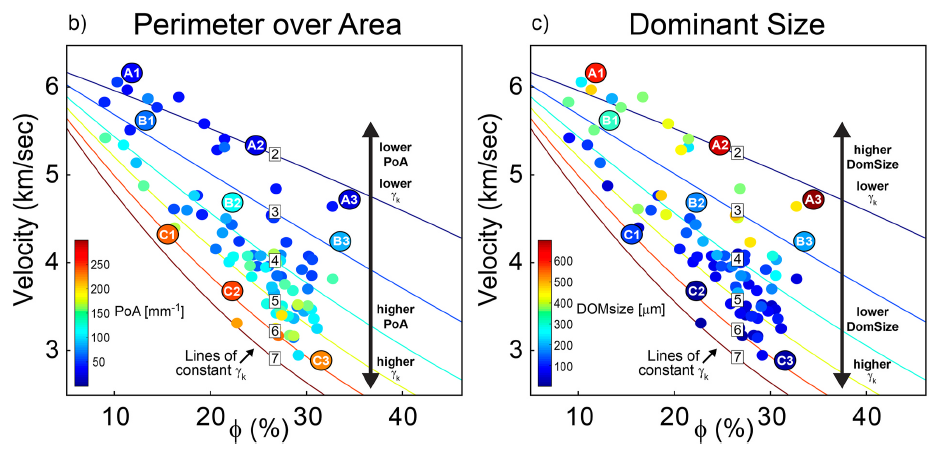 b) Perimeter over Area
Velocity (km/sec)
6
5
4
3
10
20
30
40
ϕ (%)
A1
B1
A2
A3
B2
B3
C1
C2
C3
2
3
4
5
6
7
lower
PoA
lower
γk
higher
PoA
higher
γk
250
200
150
100
50
PoA [mm⁻¹]
Lines of
constant γk
c) Dominant Size
Velocity (km/sec)
6
5
4
3
10
20
30
40
ϕ (%)
A1
B1
A2
A3
B2
B3
C1
C2
C3
2
3
4
5
6
7
higher
DomSize
lower
γk
lower
DomSize
higher
γk
600
500
400
300
200
100
DOMsize [µm]
Lines of
constant γk